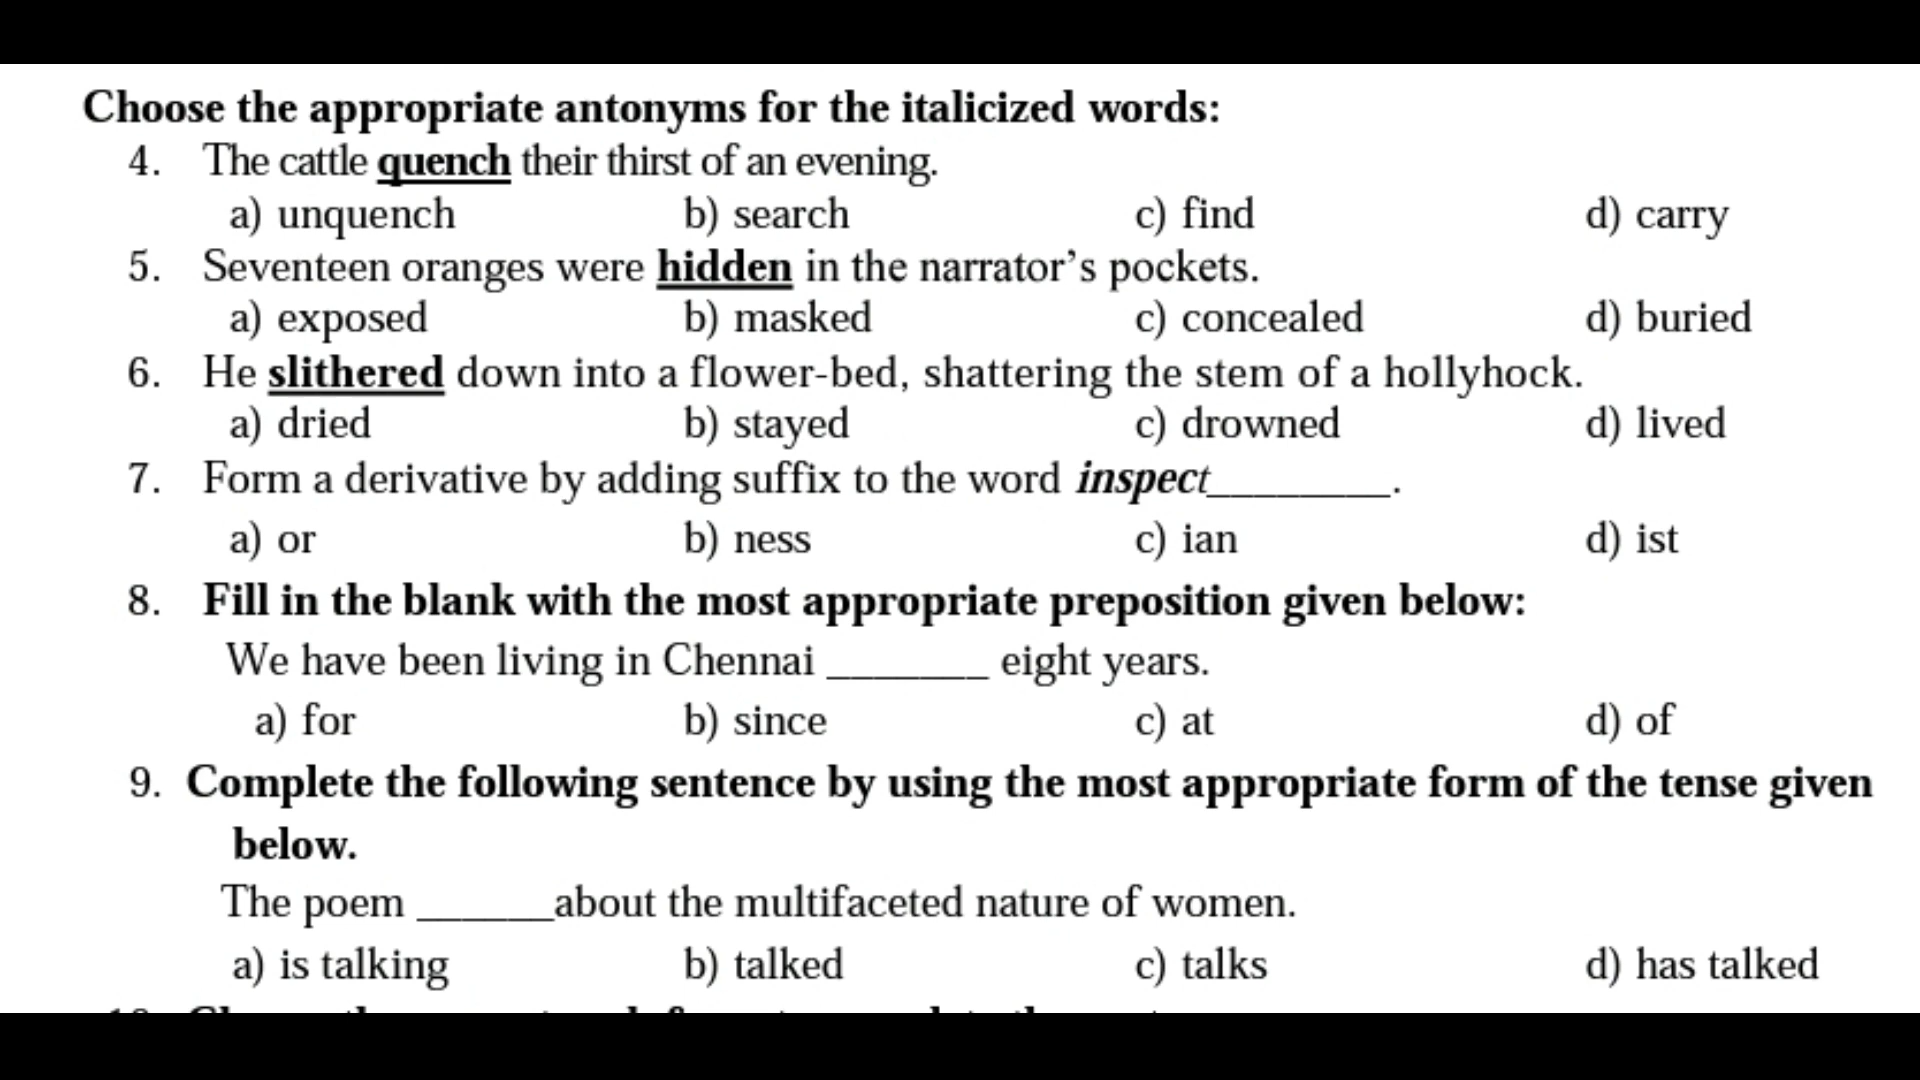 Choose the appropriate antonyms for the italicized words:
4. The cattle quench their thirst of an evening.
a) unquench b) search c) find d) carry
5. Seventeen oranges were hidden in the narrator’s pockets.
a) exposed b) masked c) concealed d) buried
6. He slithered down into a flower-bed, shattering the stem of a hollyhock.
a) dried b) stayed c) drowned d) lived
7. Form a derivative by adding suffix to the word inspect________.
a) or b) ness c) ian d) ist
8. Fill in the blank with the most appropriate preposition given below:
We have been living in Chennai _______ eight years.
a) for b) since c) at d) of
9. Complete the following sentence by using the most appropriate form of the tense given
below.
The poem ______about the multifaceted nature of women.
a) is talking b) talked c) talks d) has talked